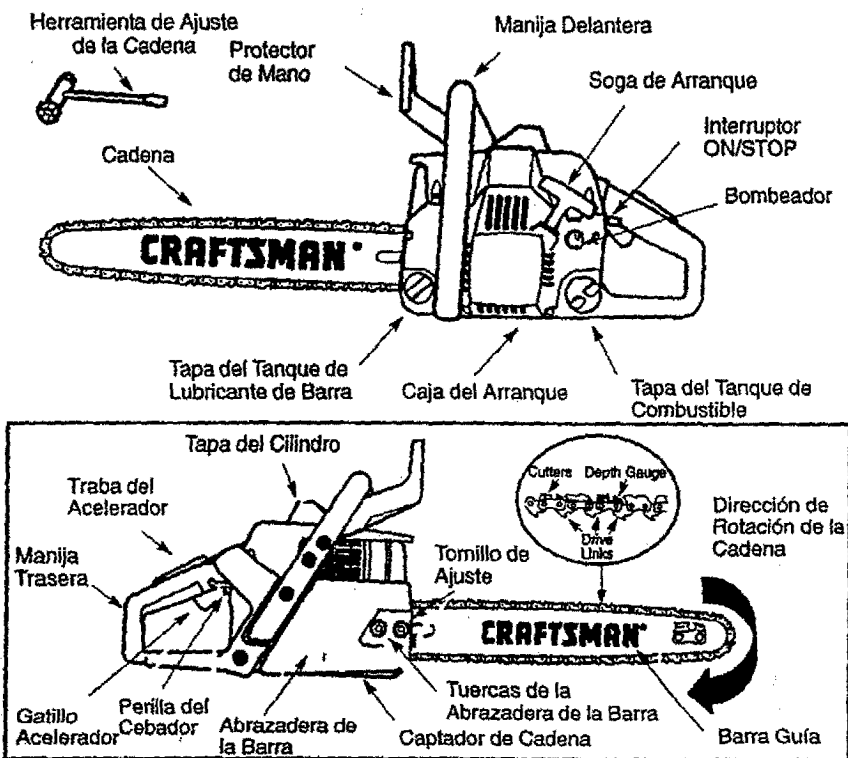 Herramienta de Ajuste
de la Cadena
Protector
de Mano
Manija Delantera
Soga de Arranque
Interruptor
ON/STOP
Bombeador
Cadena
CRAFTSMAN
Tapa del Tanque de
Lubricante de Barra
Caja del Arranque
Tapa del Tanque de
Combustible
Tapa del Cilindro
Traba del
Acelerador
Manija
Trasera
Cutters
Depth Gauge
Drive
Links
Dirección de
Rotación de la
Cadena
Tornillo de
Ajuste
CRAFTSMAN
Gatillo
Acelerador
Perilla del
Cebador
Abrazadera de
la Barra
Tuercas de la
Abrazadera de la Barra
Captador de Cadena
Barra Guía